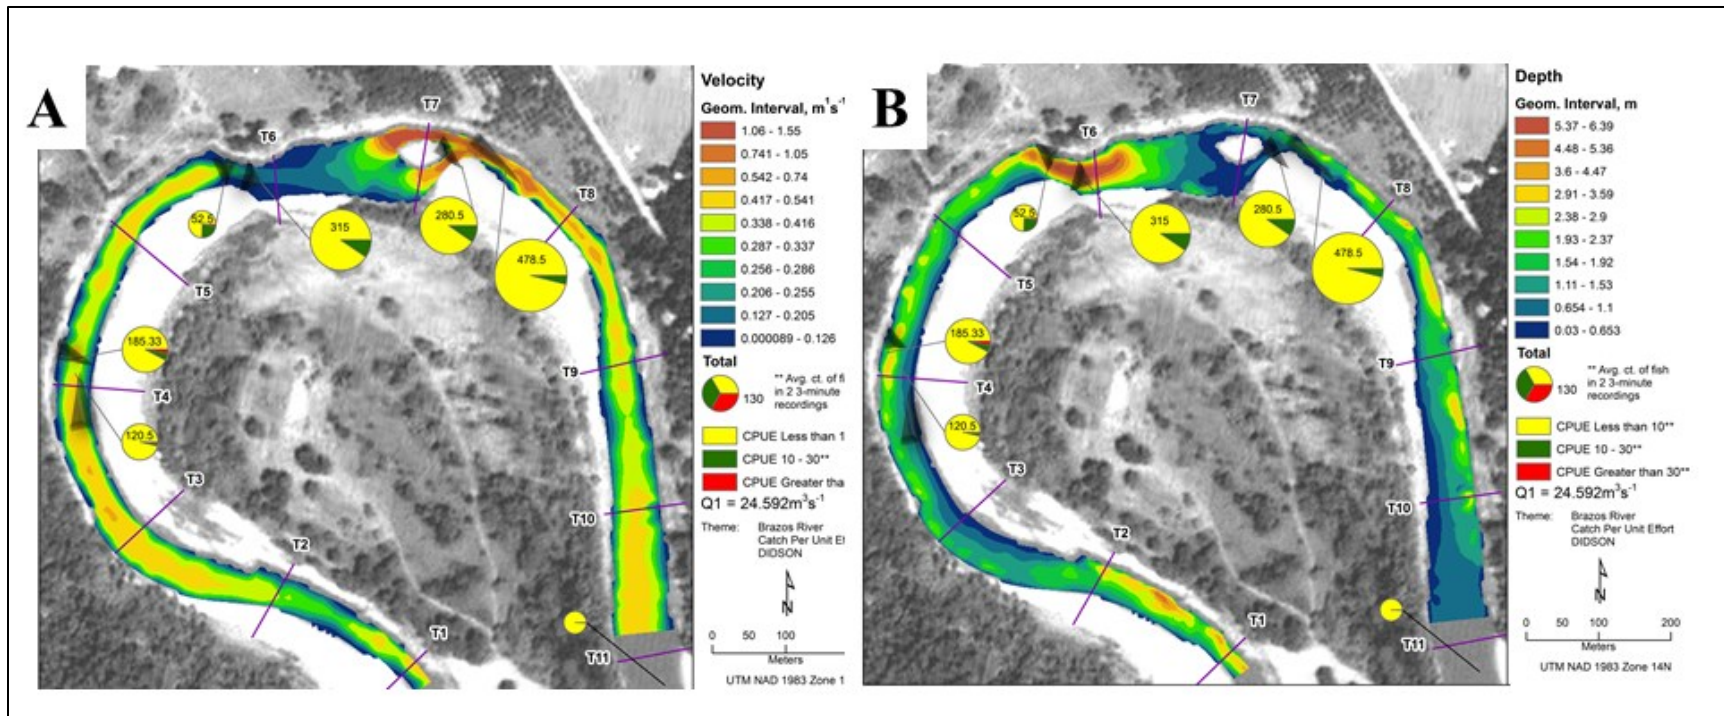 A
T7
T6
T8
52.5
315
280.5
478.5
T5
185.33
T4
T9
120.5
T3
T10
T2
T1
T11
Velocity
Geom. Interval, m¹s⁻¹
1.06 - 1.55
0.741 - 1.05
0.542 - 0.74
0.417 - 0.541
0.338 - 0.416
0.287 - 0.337
0.256 - 0.286
0.206 - 0.255
0.127 - 0.205
0.000089 - 0.126
Total
130
** Avg. ct. of fi
in 2 3-minute
recordings
CPUE Less than 1
CPUE 10 - 30**
CPUE Greater tha
Q1 = 24.592m³s⁻¹
Theme: Brazos River
Catch Per Unit Ef
DIDSON
N
0 50 100
Meters
UTM NAD 1983 Zone 1
B
T7
T6
T8
52.5
315
280.5
478.5
T5
185.33
T4
T9
120.5
T3
T10
T2
T1
T11
Depth
Geom. Interval, m
5.37 - 6.39
4.48 - 5.36
3.6 - 4.47
2.91 - 3.59
2.38 - 2.9
1.93 - 2.37
1.54 - 1.92
1.11 - 1.53
0.654 - 1.1
0.03 - 0.653
Total
130
** Avg. ct. of fish
in 2 3-minute
recordings
CPUE Less than 10**
CPUE 10 - 30**
CPUE Greater than 30**
Q1 = 24.592m³s⁻¹
Theme: Brazos River
Catch Per Unit Effort
DIDSON
N
0 50 100 200
Meters
UTM NAD 1983 Zone 14N